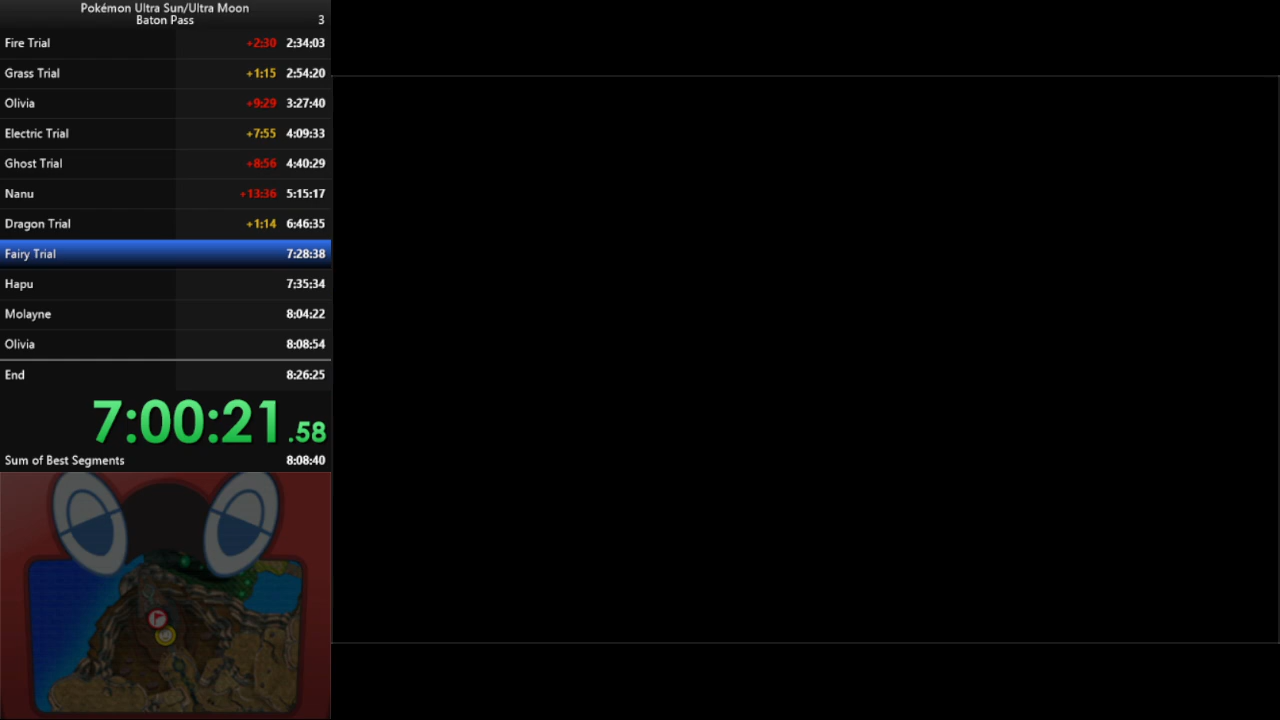 Pokémon Ultra Sun/Ultra Moon
Baton Pass 3
Fire Trial +2:30 2:34:03
Grass Trial +1:15 2:54:20
Olivia +9:29 3:27:40
Electric Trial +7:55 4:09:33
Ghost Trial +8:56 4:40:29
Nanu +13:36 5:15:17
Dragon Trial +1:14 6:46:35
Fairy Trial 7:28:38
Hapu 7:35:34
Molayne 8:04:22
Olivia 8:08:54
End 8:26:25
7:00:21.58
Sum of Best Segments 8:08:40